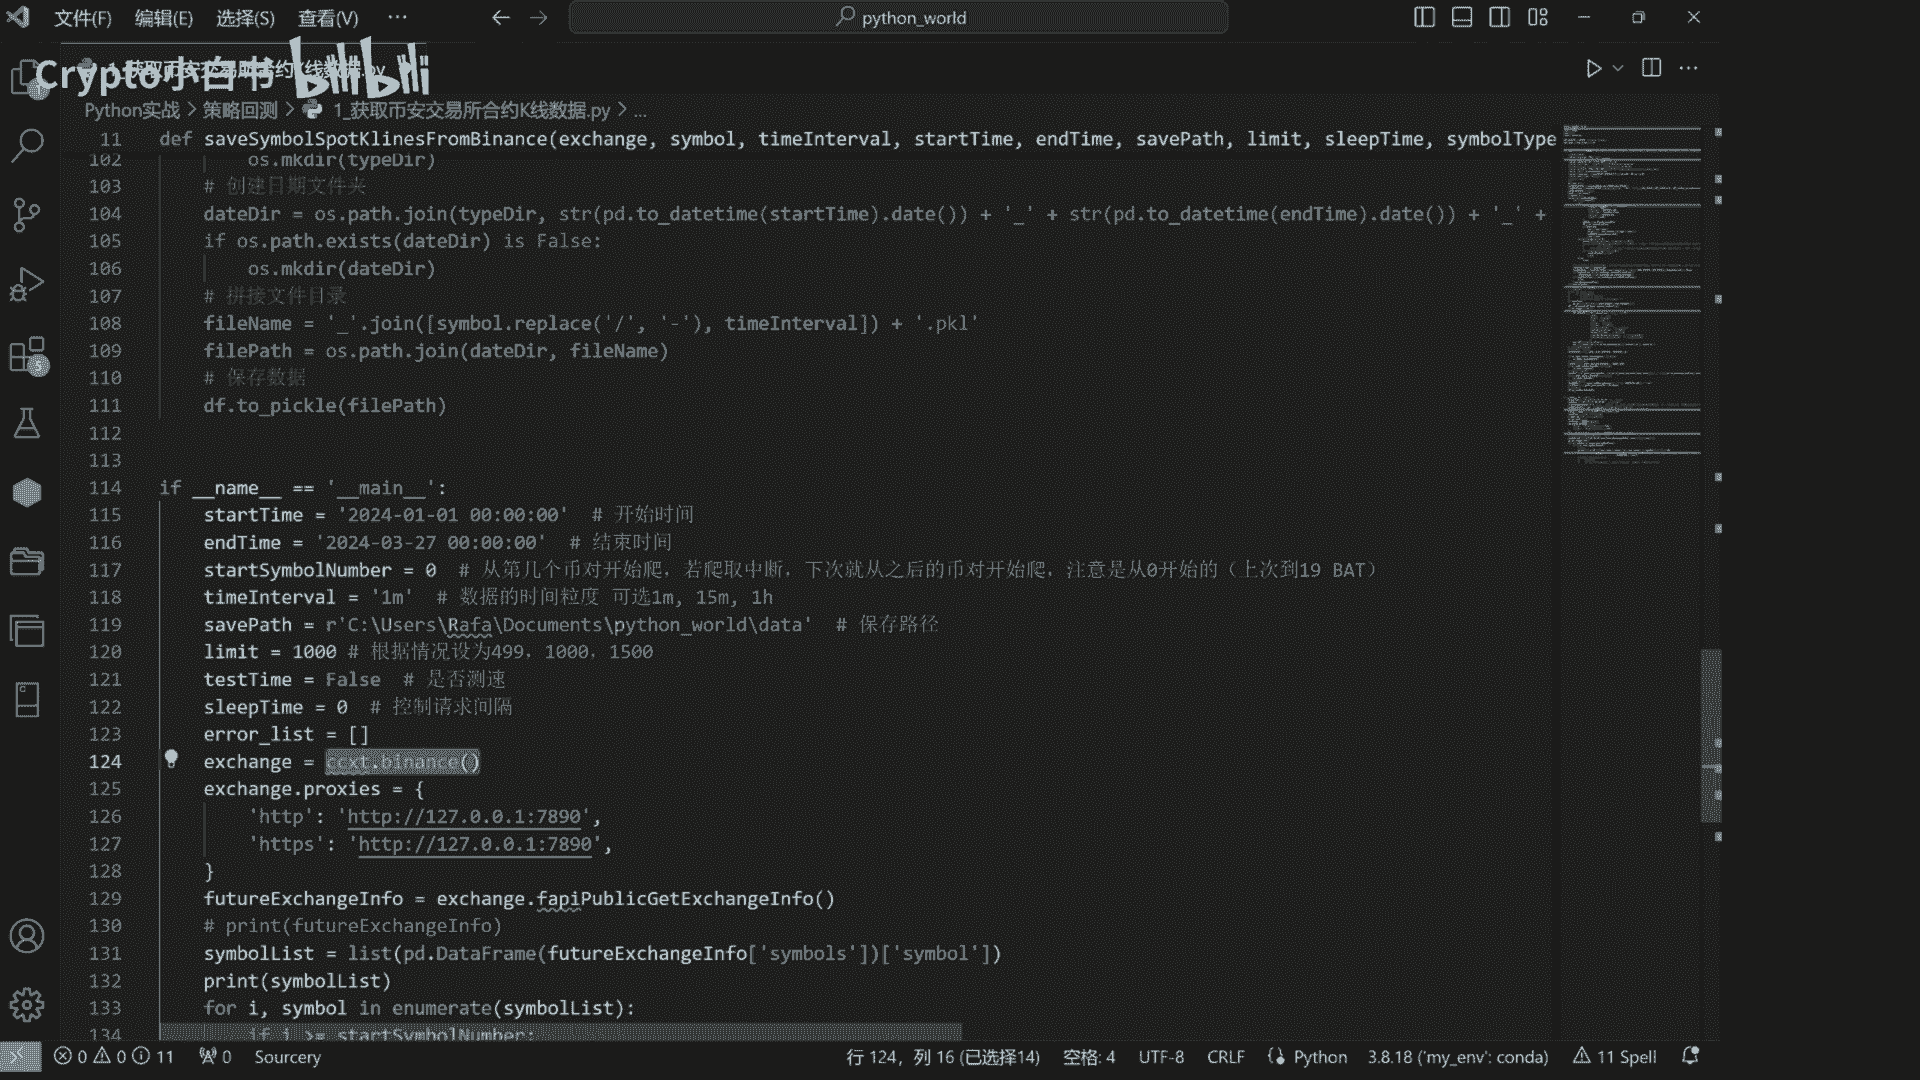 文件(F) 编辑(E) 选择(S) 查看(V) ··· python_world
Crypto小白书 bilibili
Python实战 > 策略回测 > 1_获取币安交易所合约K线数据.py > ...
11 def saveSymbolSpotKlinesFromBinance(exchange, symbol, timeInterval, startTime, endTime, savePath, limit, sleepTime, symbolType
102 os.mkdir(typeDir)
103 # 创建日期文件夹
104 dateDir = os.path.join(typeDir, str(pd.to_datetime(startTime).date()) + '_' + str(pd.to_datetime(endTime).date()) + '_' +
105 if os.path.exists(dateDir) is False:
106 os.mkdir(dateDir)
107 # 拼接文件目录
108 fileName = '_'.join([symbol.replace('/', '-'), timeInterval]) + '.pkl'
109 filePath = os.path.join(dateDir, fileName)
110 # 保存数据
111 df.to_pickle(filePath)
112
113
114 if __name__ == '__main__':
115 startTime = '2024-01-01 00:00:00' # 开始时间
116 endTime = '2024-03-27 00:00:00' # 结束时间
117 startSymbolNumber = 0 # 从第几个币对开始爬，若爬取中断，下次就从之后的币对开始爬，注意是从0开始的（上次到19 BAT）
118 timeInterval = '1m' # 数据的时间粒度 可选1m, 15m, 1h
119 savePath = r'C:\Users\Rafa\Documents\python_world\data' # 保存路径
120 limit = 1000 # 根据情况设为499，1000，1500
121 testTime = False # 是否测速
122 sleepTime = 0 # 控制请求间隔
123 error_list = []
124 exchange = ccxt.binance()
125 exchange.proxies = {
126 'http': 'http://127.0.0.1:7890',
127 'https': 'http://127.0.0.1:7890',
128 }
129 futureExchangeInfo = exchange.fapiPublicGetExchangeInfo()
130 # print(futureExchangeInfo)
131 symbolList = list(pd.DataFrame(futureExchangeInfo['symbols'])['symbol'])
132 print(symbolList)
133 for i, symbol in enumerate(symbolList):
134 if i >= startSymbolNumber:
0 0 11 0 Sourcery 行 124，列 16 (已选择14) 空格: 4 UTF-8 CRLF Python 3.8.18 ('my_env': conda) 11 Spell